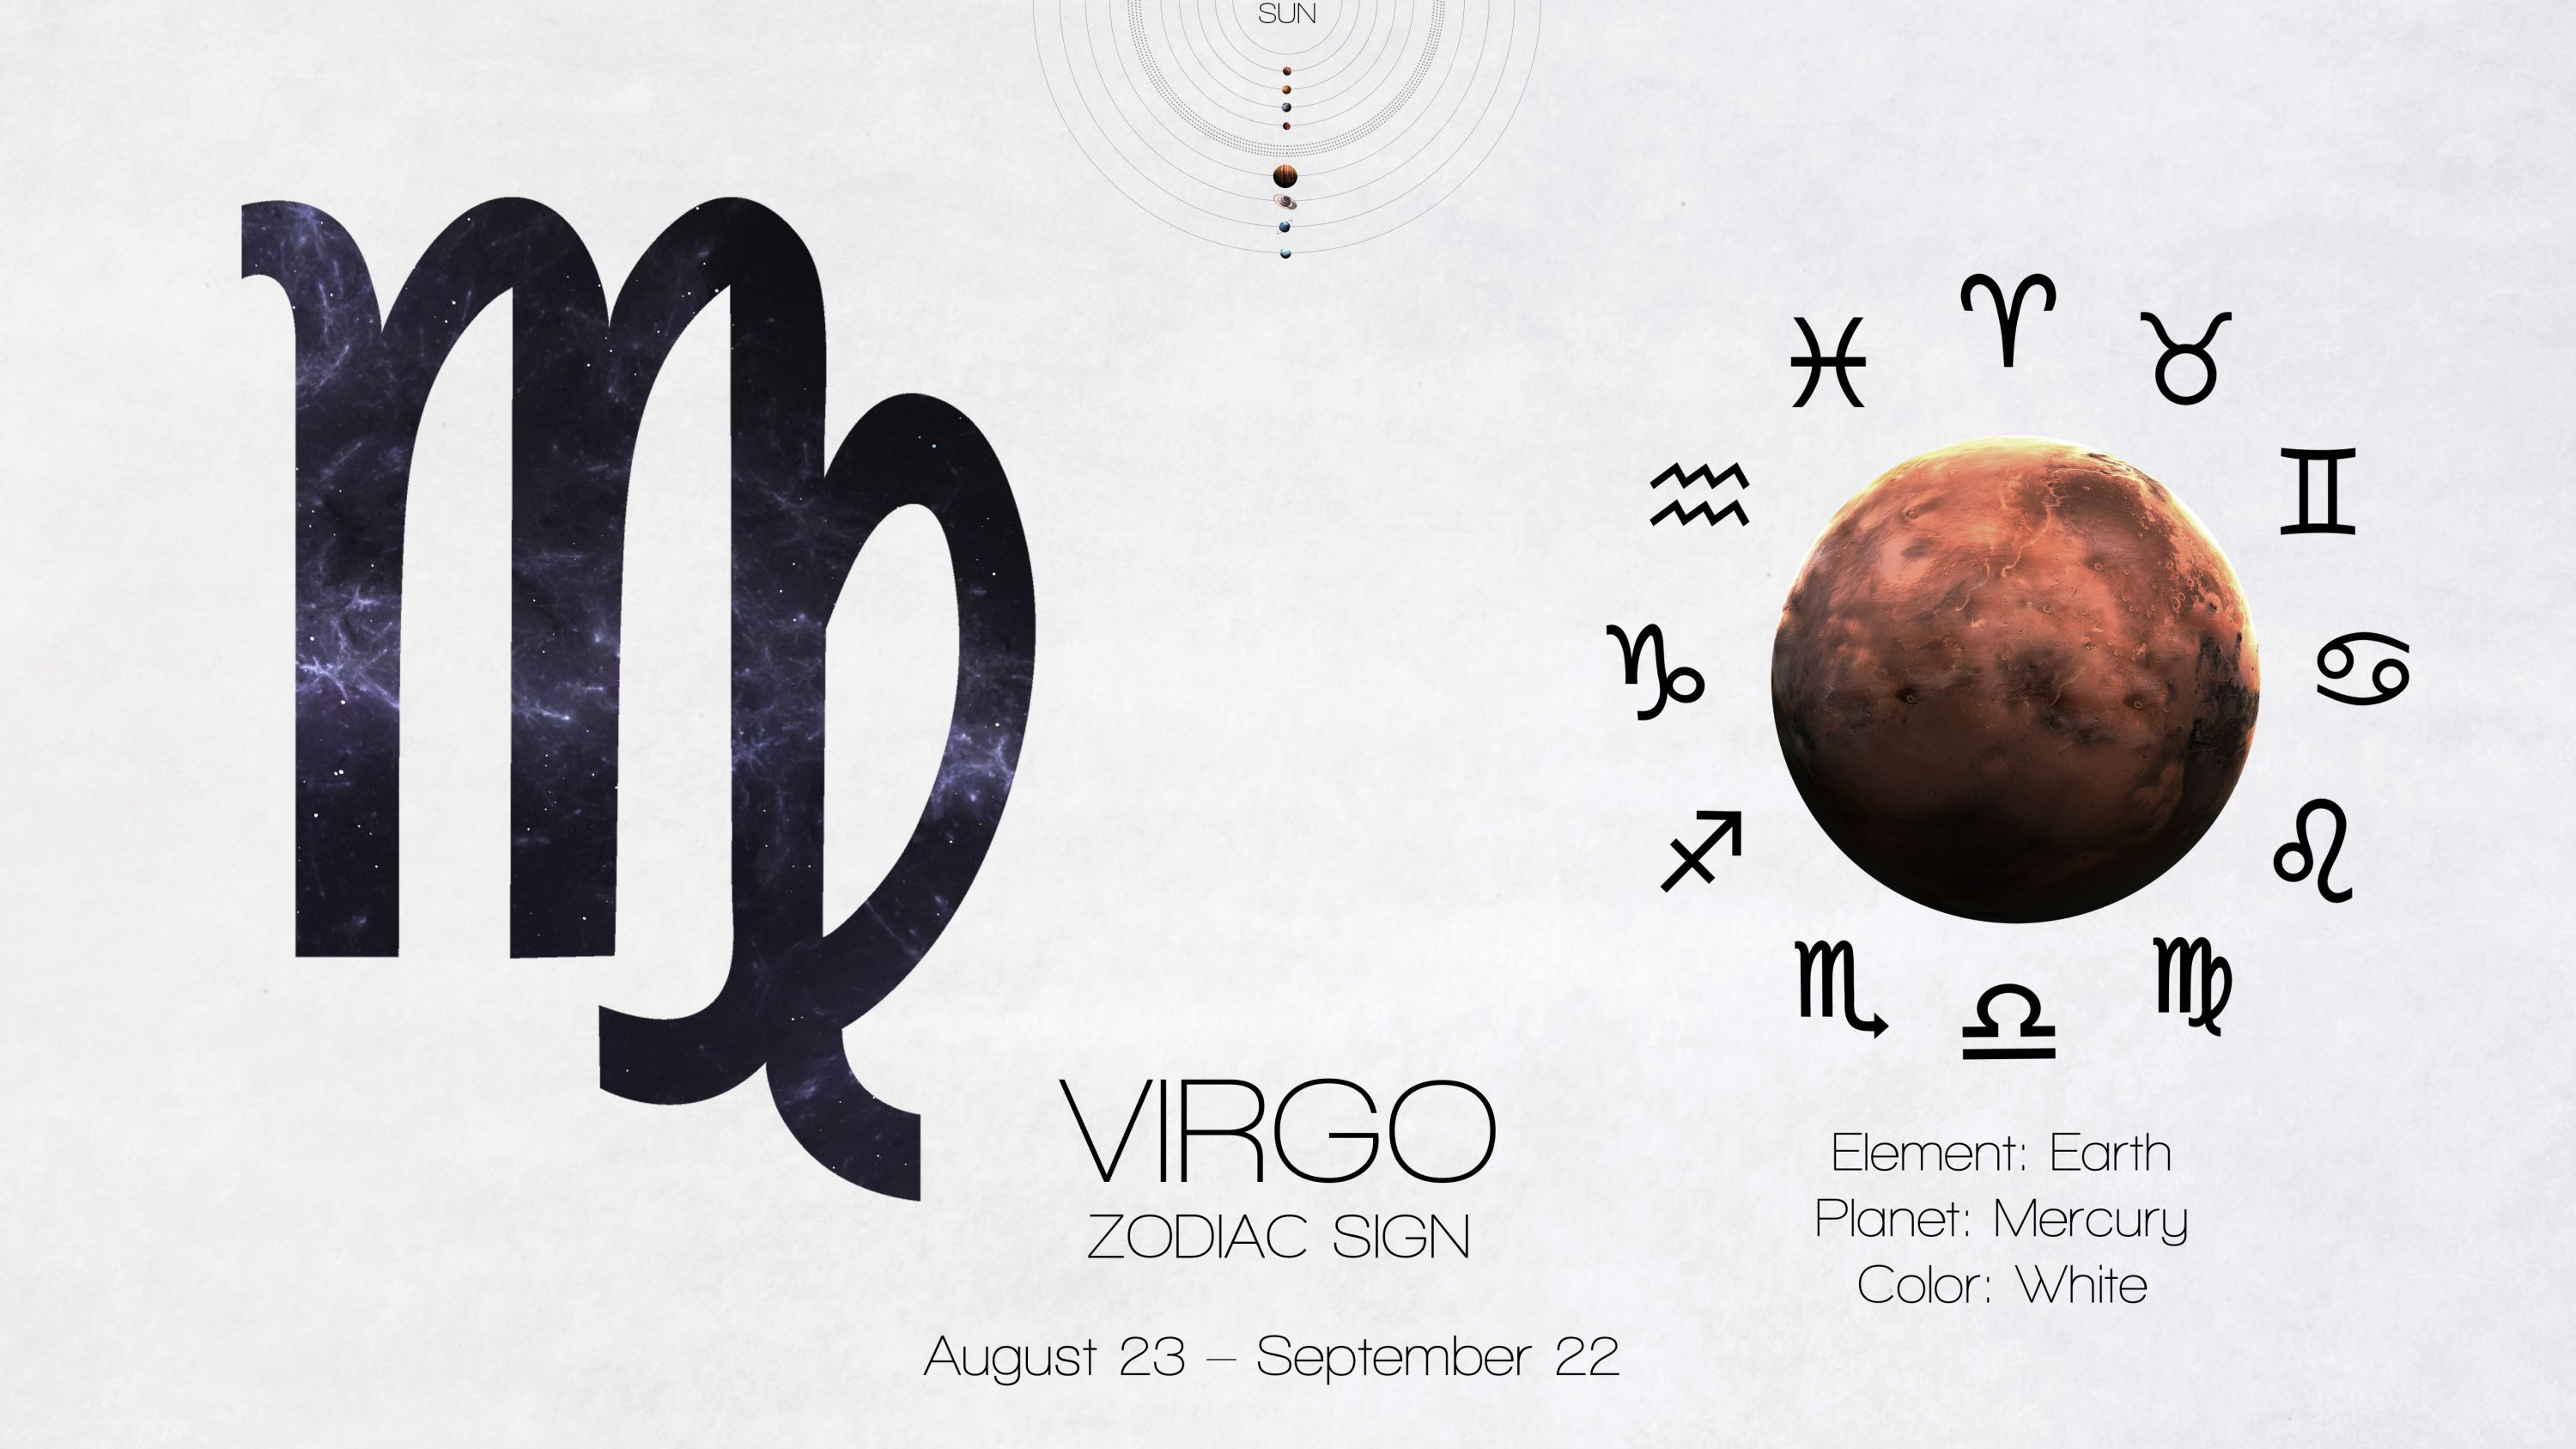 SUN
VIRGO
ZODIAC SIGN
August 23 – September 22
Element: Earth
Planet: Mercury
Color: White